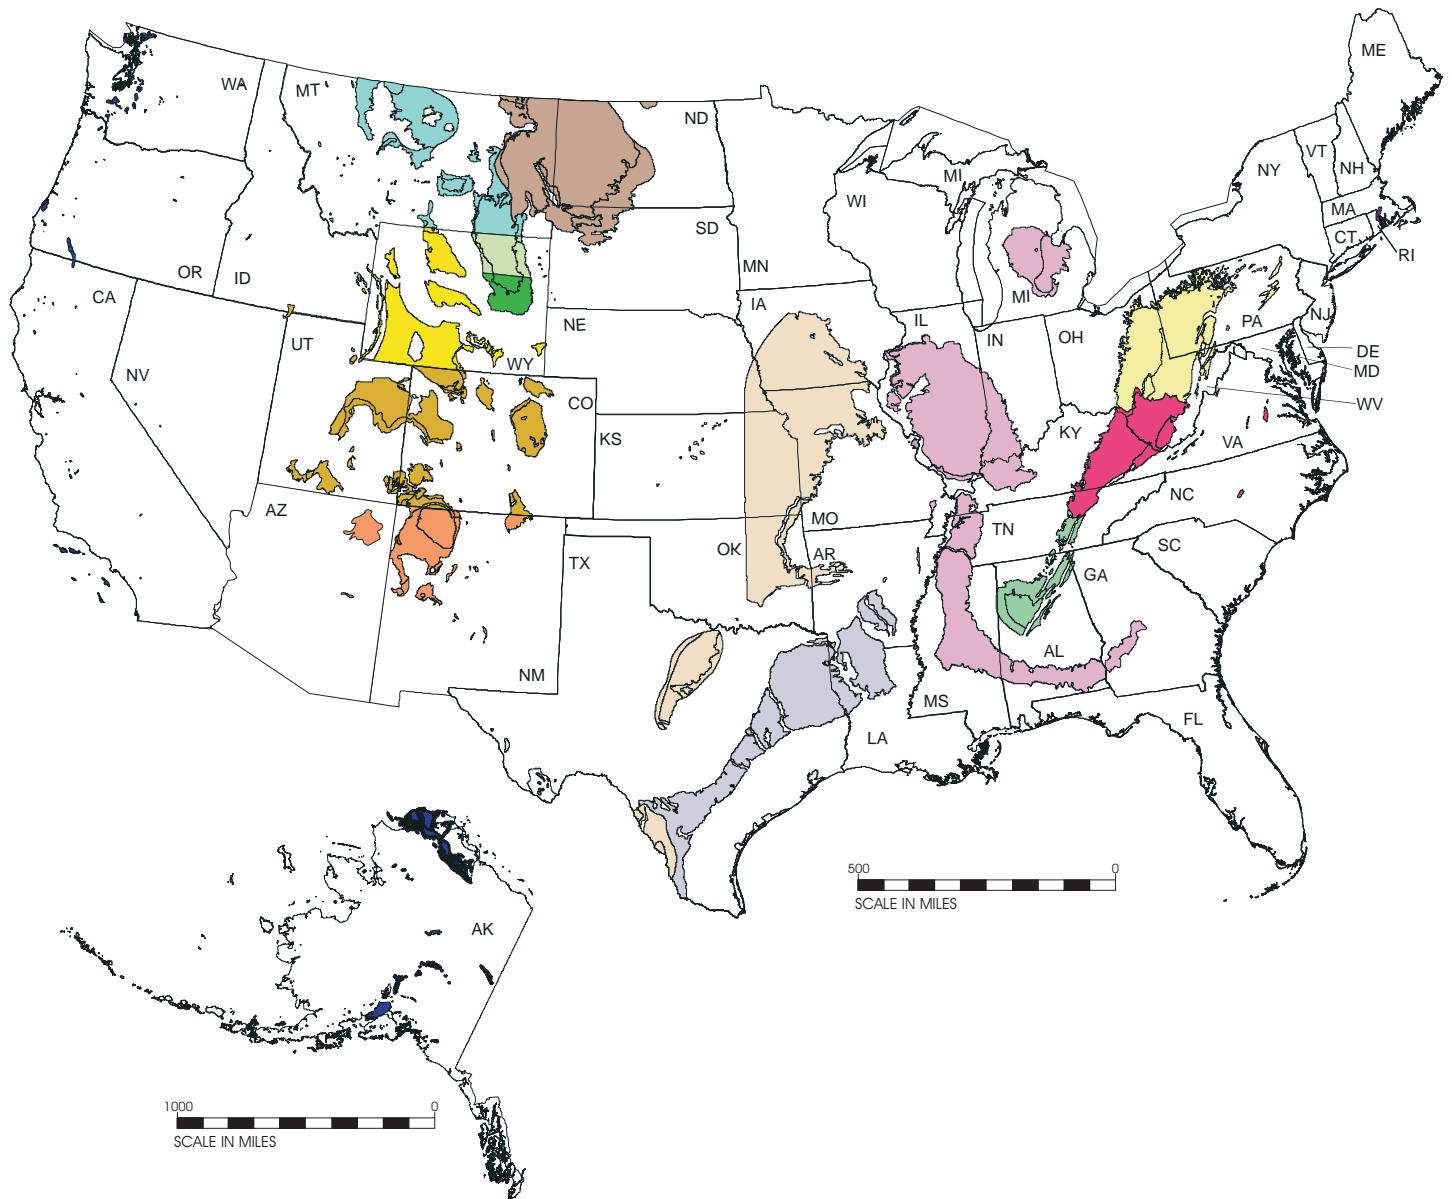 ME
WA
MT
ND
VT
NH
NY
MI
WI
MA
CT
RI
SD
MN
OR
ID
CA
MI
IA
NJ
IL
PA
NE
OH
IN
UT
DE
WY
MD
NV
CO
WV
KS
KY
VA
NC
AZ
MO
TN
OK
SC
AR
TX
GA
AL
NM
MS
FL
LA
500 0
SCALE IN MILES
AK
1000 0
SCALE IN MILES